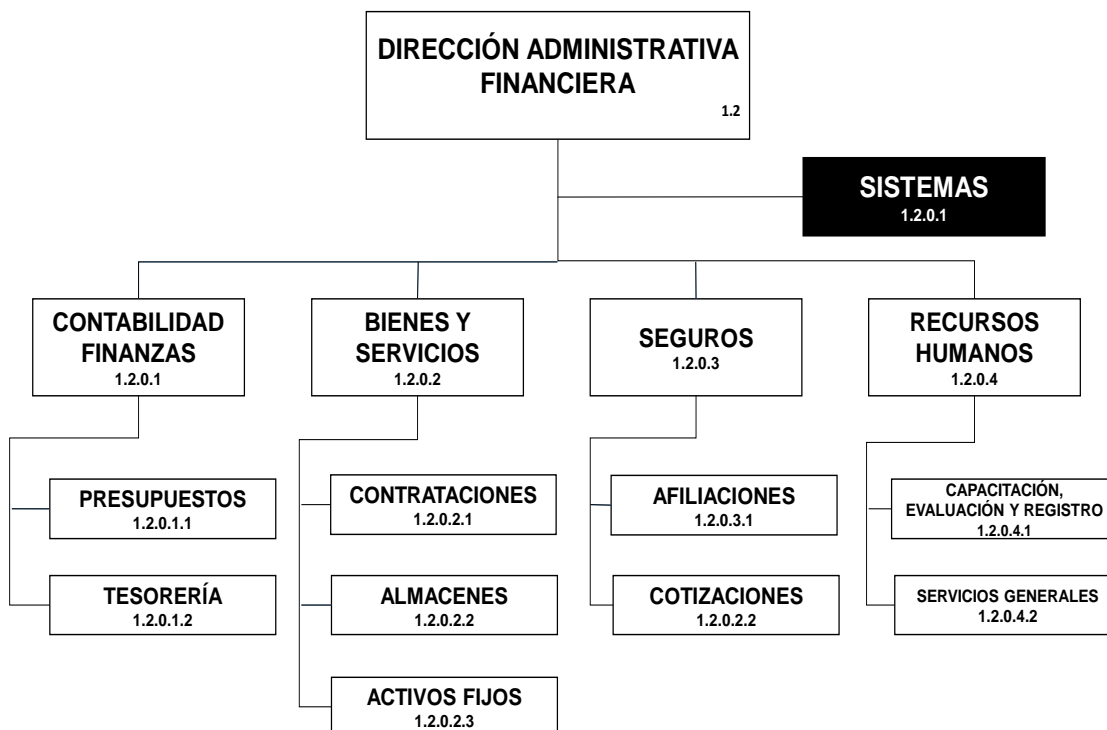 DIRECCIÓN ADMINISTRATIVA
FINANCIERA
1.2
SISTEMAS
1.2.0.1
CONTABILIDAD
FINANZAS
1.2.0.1
BIENES Y
SERVICIOS
1.2.0.2
SEGUROS
1.2.0.3
RECURSOS
HUMANOS
1.2.0.4
PRESUPUESTOS
1.2.0.1.1
CONTRATACIONES
1.2.0.2.1
AFILIACIONES
1.2.0.3.1
CAPACITACIÓN,
EVALUACIÓN Y REGISTRO
1.2.0.4.1
TESORERÍA
1.2.0.1.2
ALMACENES
1.2.0.2.2
COTIZACIONES
1.2.0.2.2
SERVICIOS GENERALES
1.2.0.4.2
ACTIVOS FIJOS
1.2.0.2.3